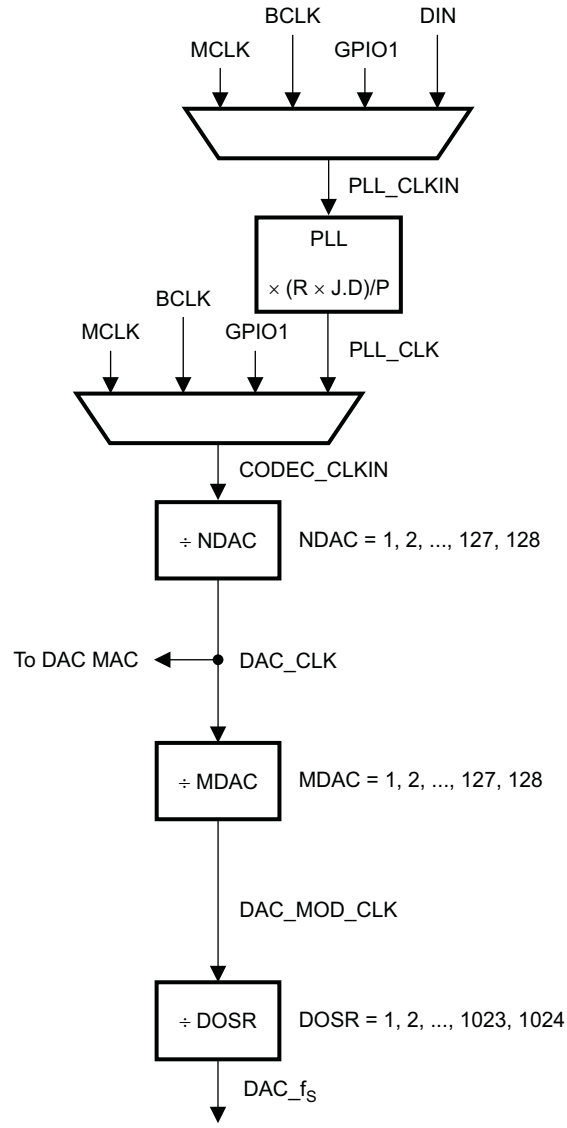 BCLK DIN
MCLK GPIO1
PLL_CLKIN
PLL
× (R × J.D)/P
BCLK
MCLK GPIO1
PLL_CLK
CODEC_CLKIN
÷ NDAC NDAC = 1, 2, ..., 127, 128
To DAC MAC DAC_CLK
÷ MDAC MDAC = 1, 2, ..., 127, 128
DAC_MOD_CLK
÷ DOSR DOSR = 1, 2, ..., 1023, 1024
DAC_fS